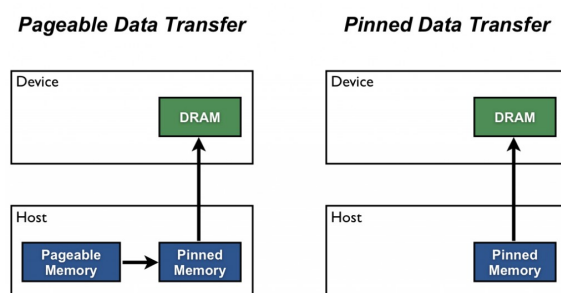 Pageable Data Transfer
Device
DRAM
Host
Pageable
Memory
Pinned
Memory
Pinned Data Transfer
Device
DRAM
Host
Pinned
Memory